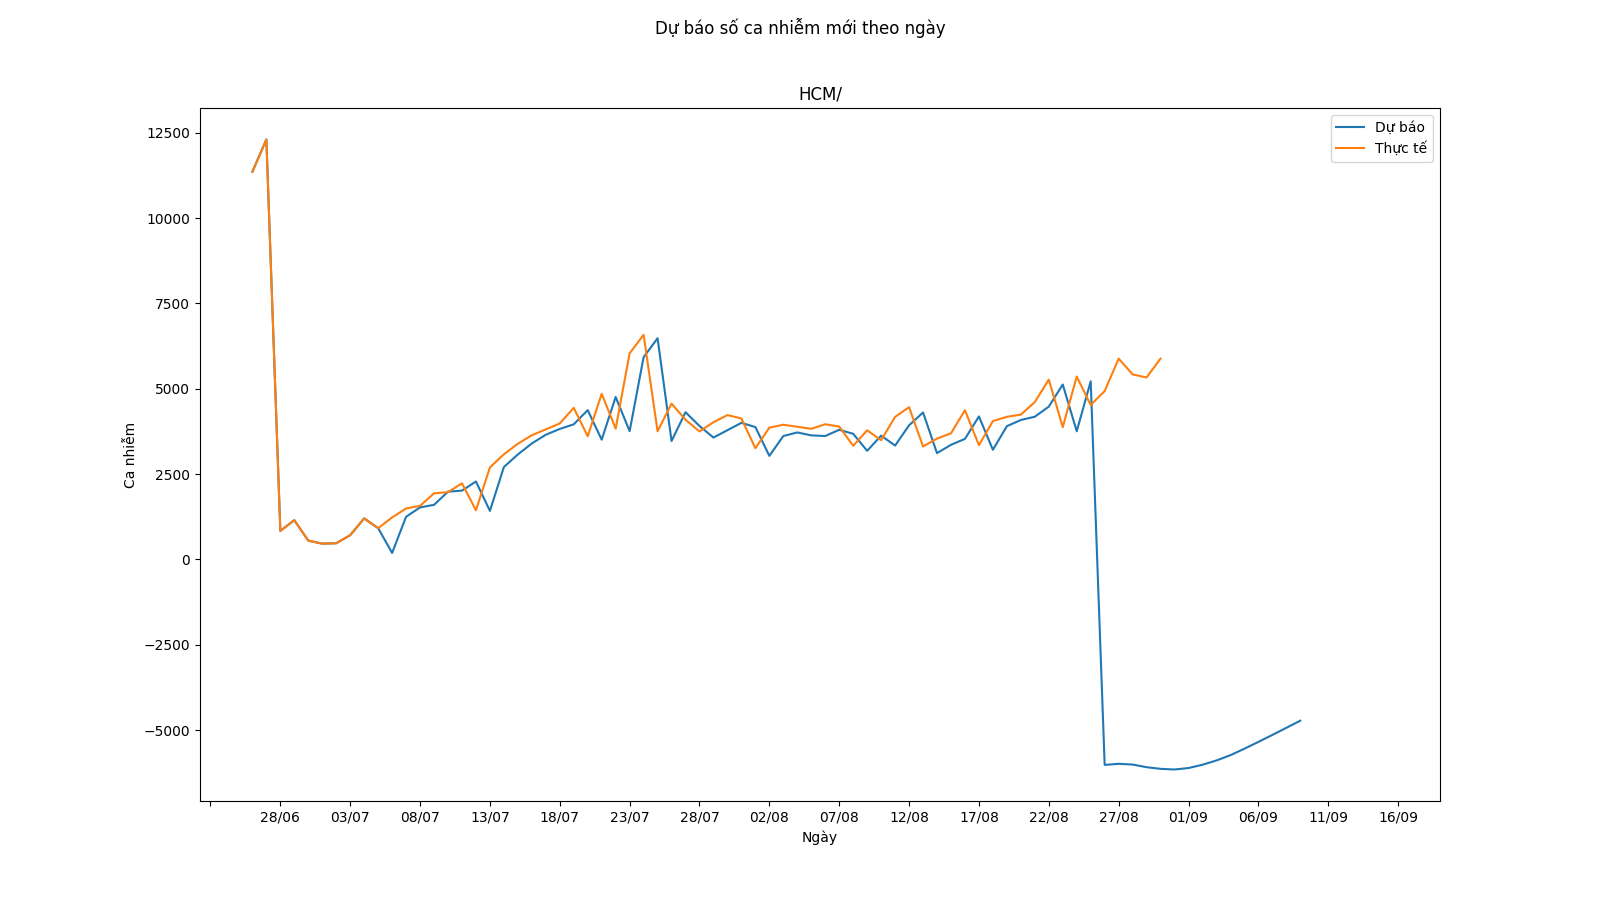 Dự báo số ca nhiễm mới theo ngày
HCM/
Dự báo
Thực tế
12500
10000
7500
5000
2500
0
−2500
−5000
Ca nhiễm
28/06 03/07 08/07 13/07 18/07 23/07 28/07 02/08 07/08 12/08 17/08 22/08 27/08 01/09 06/09 11/09 16/09
Ngày